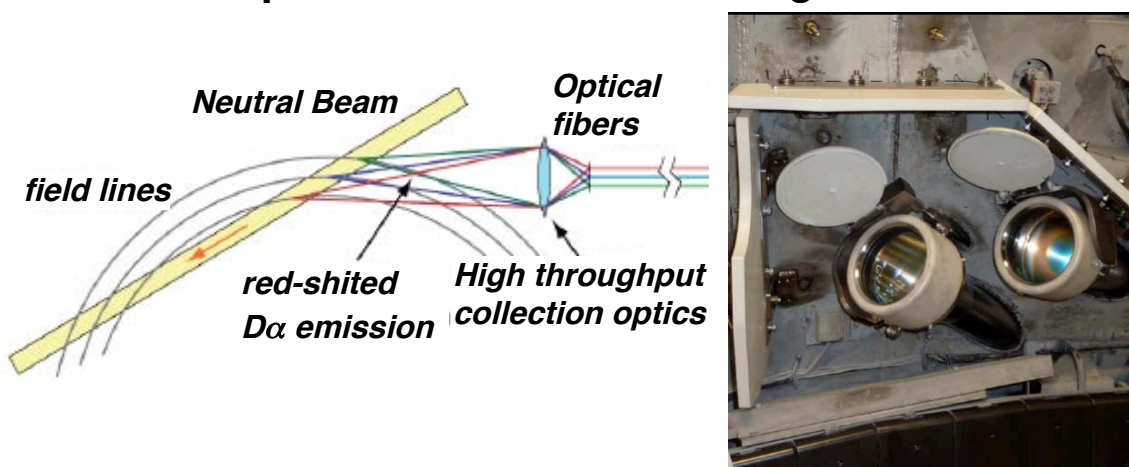 Neutral Beam
Optical
fibers
field lines
red-shited
Dα emission
High throughput
collection optics